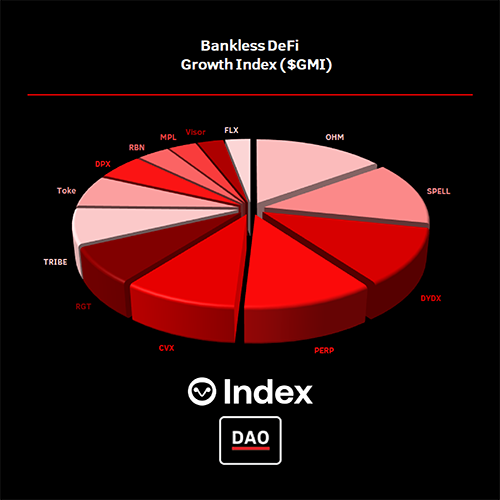 Bankless DeFi
Growth Index ($GMI)
FLX
OHM
Visor
MPL
RBN
DPX
Toke
SPELL
TRIBE
DYDX
RGT
CVX
PERP
Index
DAO